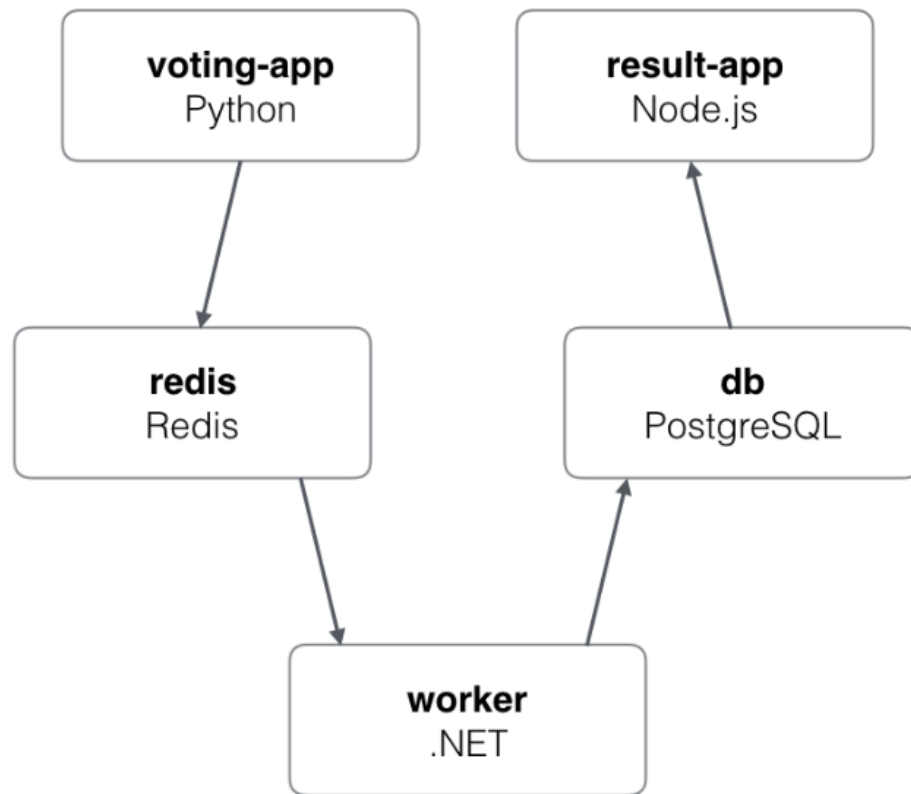 voting-app
Python
result-app
Node.js
redis
Redis
db
PostgreSQL
worker
.NET